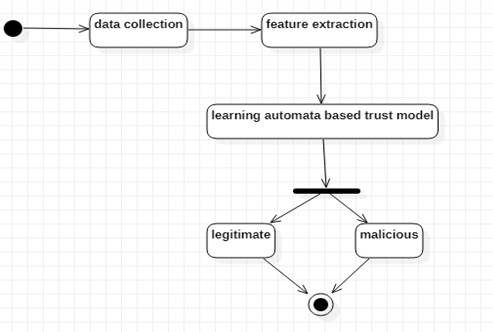 data collection
feature extraction
learning automata based trust model
legitimate
malicious